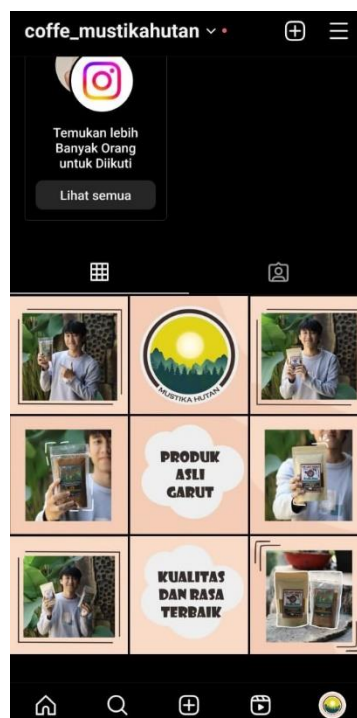 coffe_mustikahutan
Temukan lebih
Banyak Orang
untuk Diikuti
Lihat semua
MUSTIKA HUTAN
PRODUK
ASLI
GARUT
KUALITAS
DAN RASA
TERBAIK